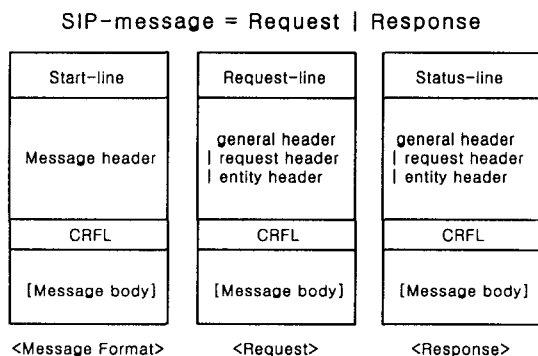 SIP-message = Request | Response
Start-line
Message header
CRFL
[Message body]
<Message Format>
Request-line
general header
| request header
| entity header
CRFL
[Message body]
<Request>
Status-line
general header
| request header
| entity header
CRFL
[Message body]
<Response>